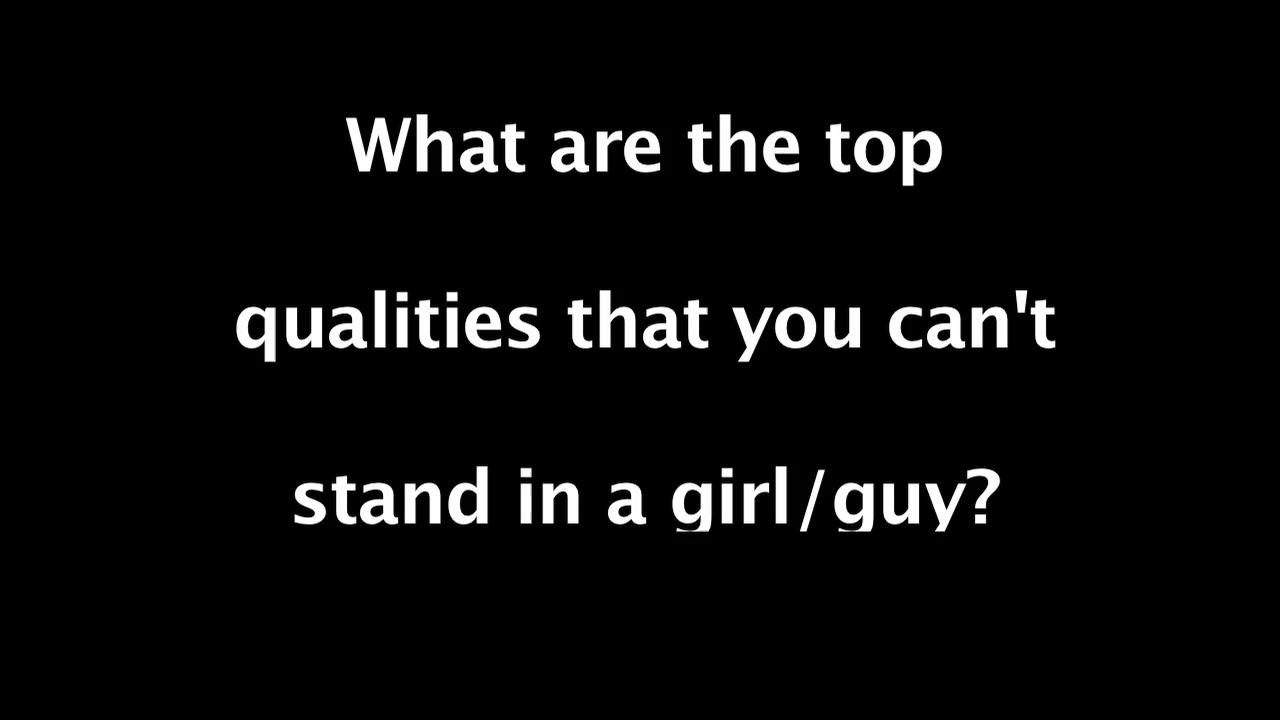 What are the top
qualities that you can't
stand in a girl/guy?